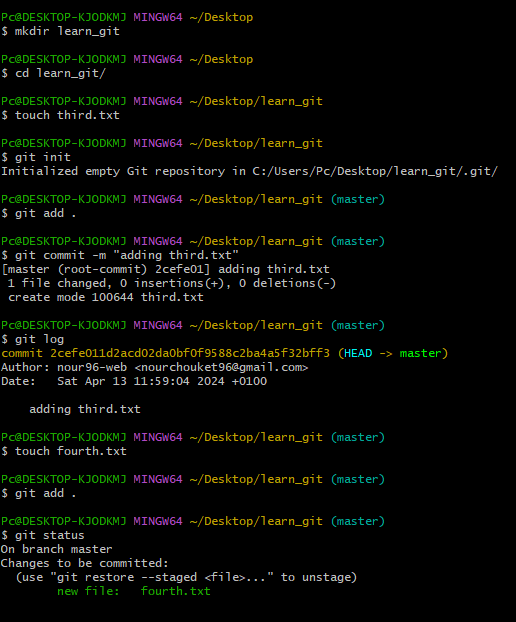 Pc@DESKTOP-KJODKMJ MINGW64 ~/Desktop
$ mkdir learn_git
Pc@DESKTOP-KJODKMJ MINGW64 ~/Desktop
$ cd learn_git/
Pc@DESKTOP-KJODKMJ MINGW64 ~/Desktop/learn_git
$ touch third.txt
Pc@DESKTOP-KJODKMJ MINGW64 ~/Desktop/learn_git
$ git init
Initialized empty Git repository in C:/Users/Pc/Desktop/learn_git/.git/
Pc@DESKTOP-KJODKMJ MINGW64 ~/Desktop/learn_git (master)
$ git add .
Pc@DESKTOP-KJODKMJ MINGW64 ~/Desktop/learn_git (master)
$ git commit -m "adding third.txt"
[master (root-commit) 2cefe01] adding third.txt
 1 file changed, 0 insertions(+), 0 deletions(-)
 create mode 100644 third.txt
Pc@DESKTOP-KJODKMJ MINGW64 ~/Desktop/learn_git (master)
$ git log
commit 2cefe011d2acd02da0bf0f9588c2ba4a5f32bff3 (HEAD -> master)
Author: nour96-web <nourchouket96@gmail.com>
Date:   Sat Apr 13 11:59:04 2024 +0100
    adding third.txt
Pc@DESKTOP-KJODKMJ MINGW64 ~/Desktop/learn_git (master)
$ touch fourth.txt
Pc@DESKTOP-KJODKMJ MINGW64 ~/Desktop/learn_git (master)
$ git add .
Pc@DESKTOP-KJODKMJ MINGW64 ~/Desktop/learn_git (master)
$ git status
On branch master
Changes to be committed:
  (use "git restore --staged <file>..." to unstage)
        new file:   fourth.txt